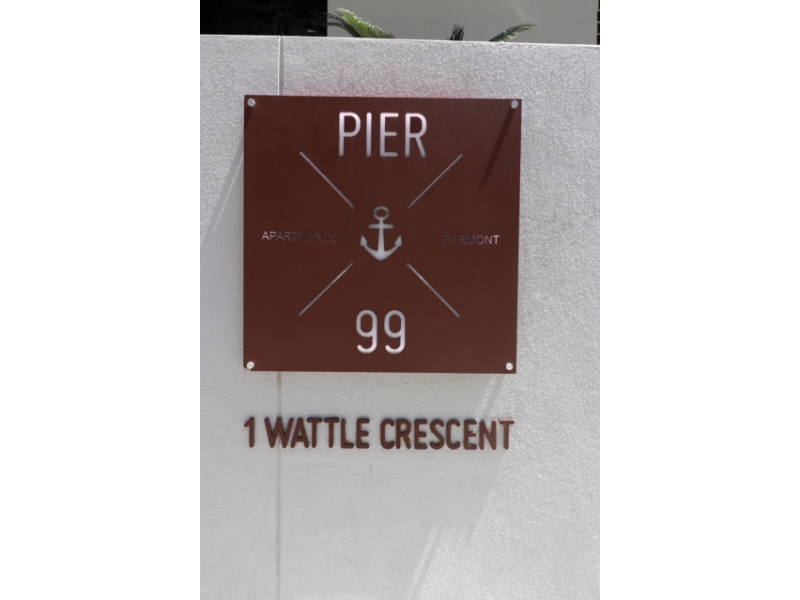 PIER
APARTMENTS PYRMONT
99
1 WATTLE CRESCENT